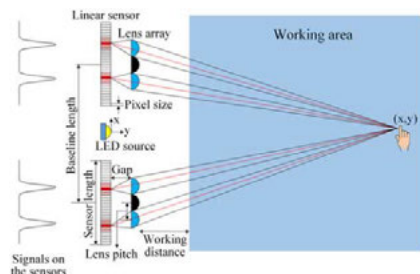 Linear sensor
Lens array
Working area
Pixel size
Baseline length
x
y
LED source
(x,y)
Gap
Sensor length
Working
distance
Lens pitch
Signals on
the sensors